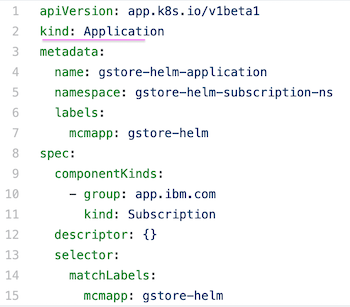 1 apiVersion: app.k8s.io/v1beta1
2 kind: Application
3 metadata:
4   name: gstore-helm-application
5   namespace: gstore-helm-subscription-ns
6   labels:
7     mcmapp: gstore-helm
8 spec:
9   componentKinds:
10     - group: app.ibm.com
11       kind: Subscription
12   descriptor: {}
13   selector:
14     matchLabels:
15       mcmapp: gstore-helm